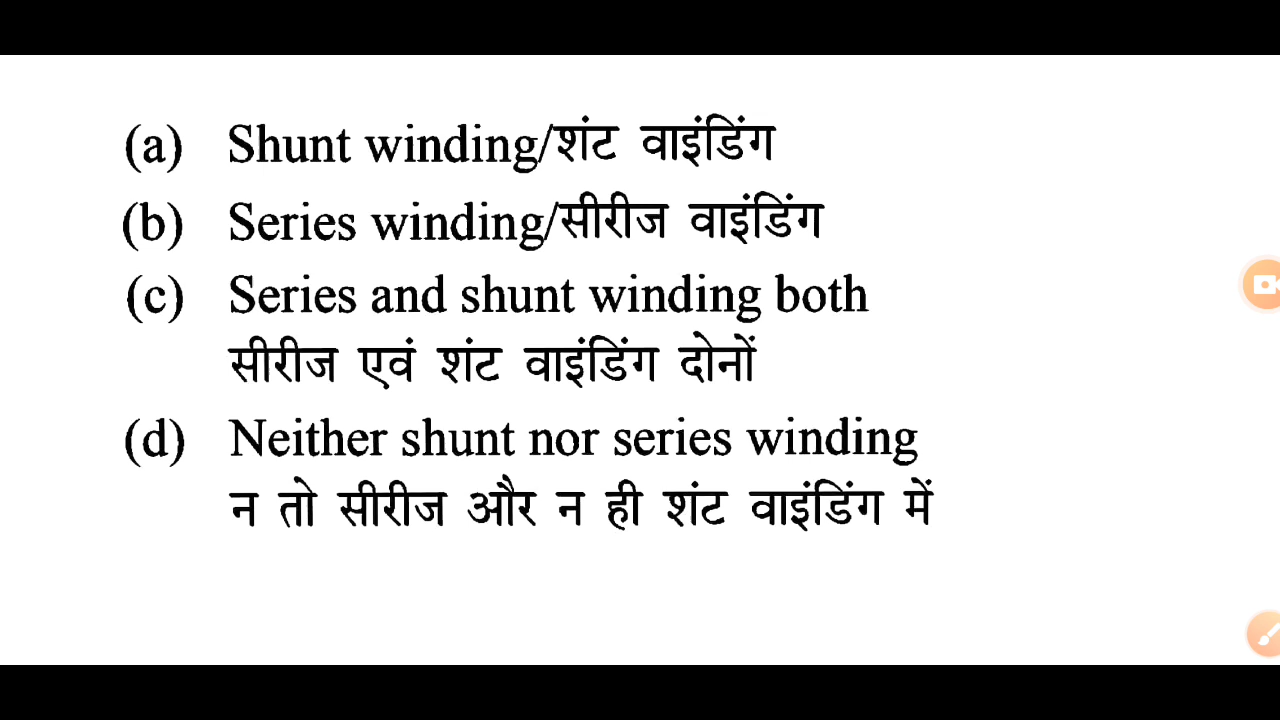 (a) Shunt winding/शंट वाइंडिंग
(b) Series winding/सीरीज वाइंडिंग
(c) Series and shunt winding both
सीरीज एवं शंट वाइंडिंग दोनों
(d) Neither shunt nor series winding
न तो सीरीज और न ही शंट वाइंडिंग में